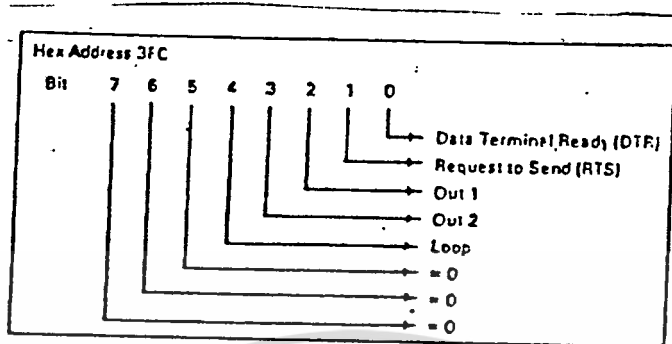 Hex Address 3FC
Bit 7 6 5 4 3 2 1 0
Data Terminal Ready (DTR)
Request to Send (RTS)
Out 1
Out 2
Loop
= 0
= 0
= 0